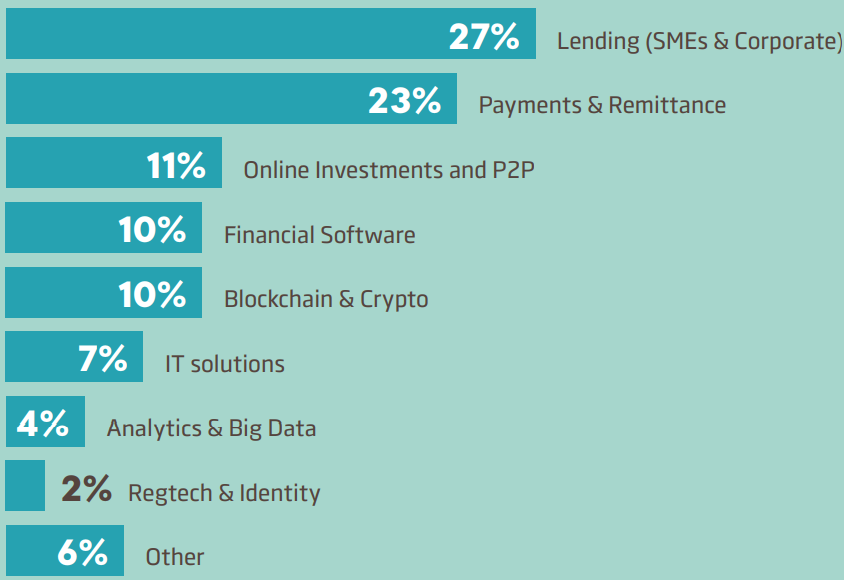 27% Lending (SMEs & Corporate)
23% Payments & Remittance
11% Online Investments and P2P
10% Financial Software
10% Blockchain & Crypto
7% IT solutions
4% Analytics & Big Data
2% Regtech & Identity
6% Other